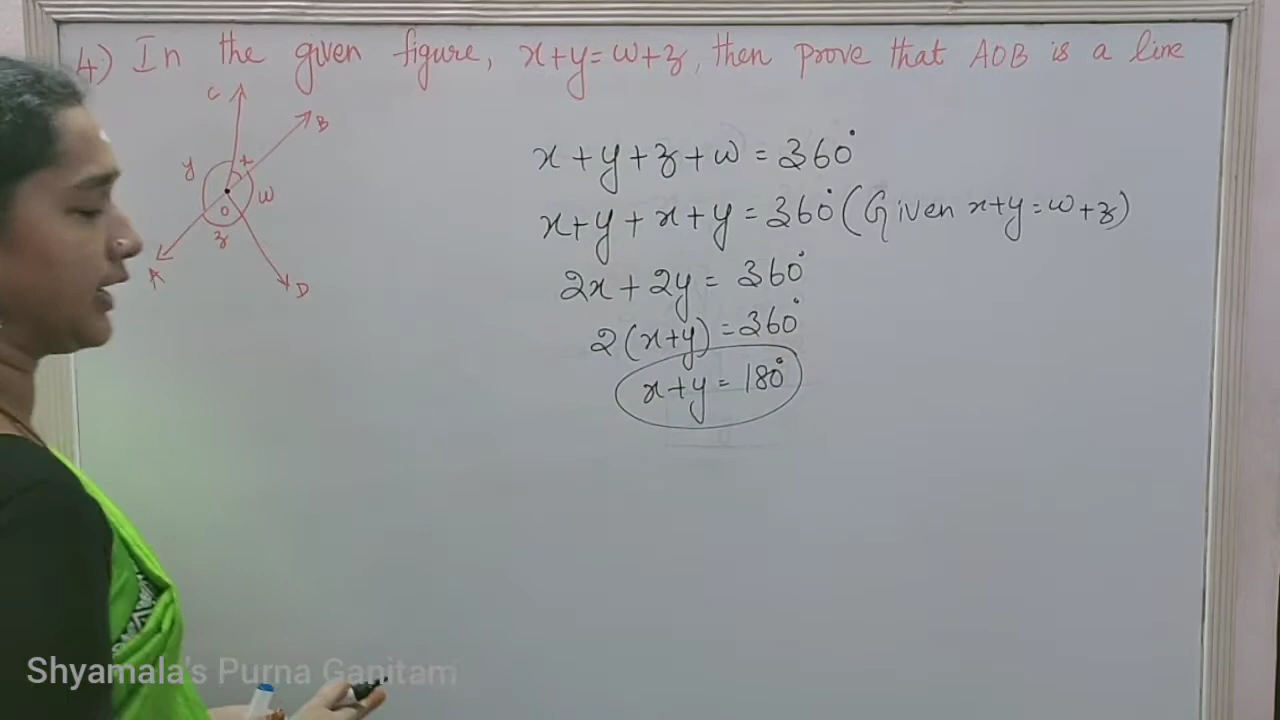 4) In the given figure, x+y=w+z, then prove that AOB is a line
C
B
y x
w
O
z
A
D
x+y+z+w=360°
x+y+x+y=360°(Given x+y=w+z)
2x+2y=360°
2(x+y)=360°
x+y=180°
Shyamala's Purna Ganitam